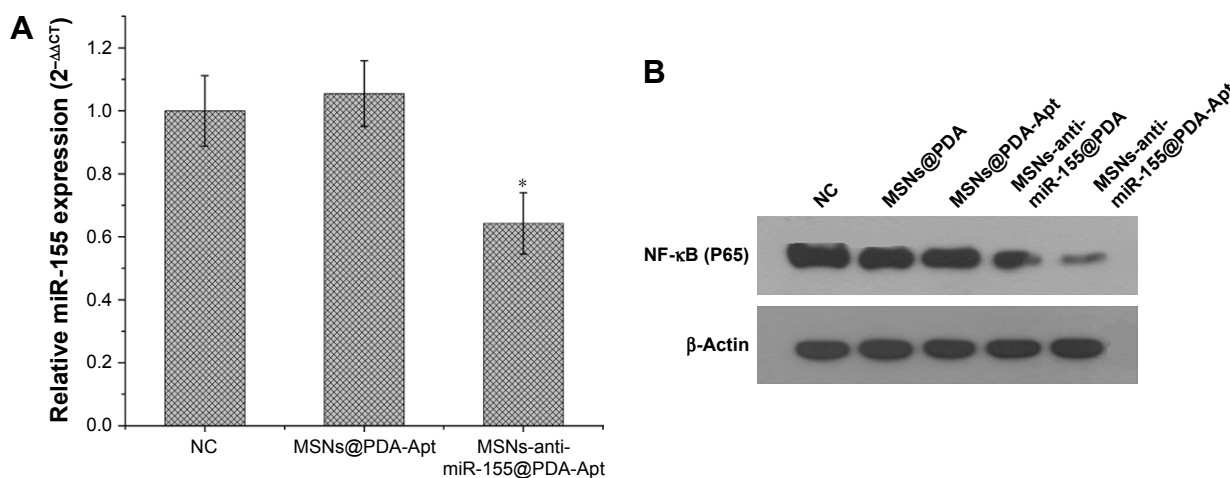 A
Relative miR-155 expression (2⁻ΔΔCT)
1.2
1.0
0.8
0.6
0.4
0.2
0.0
*
NC
MSNs@PDA-Apt
MSNs-anti-
miR-155@PDA-Apt
B
NC
MSNs@PDA
MSNs@PDA-Apt
MSNs-anti-
miR-155@PDA
MSNs-anti-
miR-155@PDA-Apt
NF-κB (P65)
β-Actin